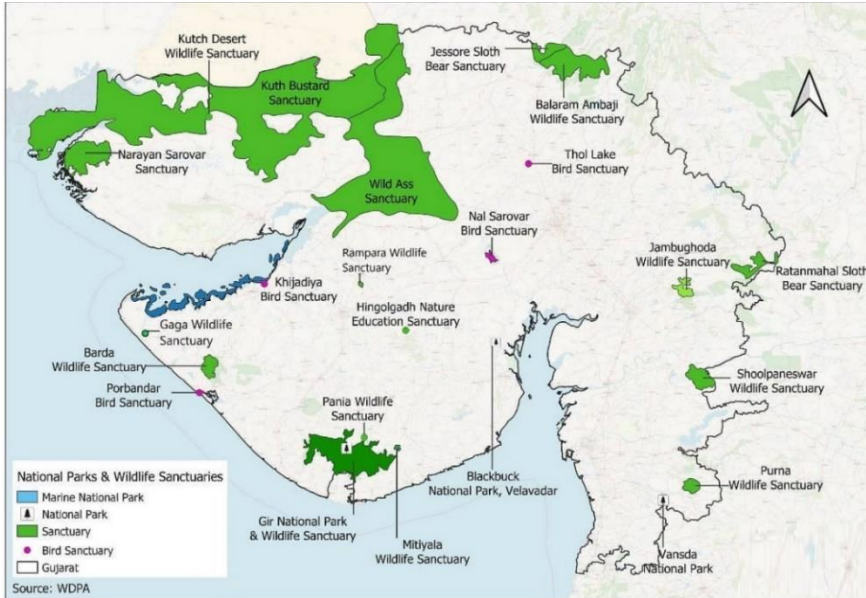 Kutch Desert
Wildlife Sanctuary
Jessore Sloth
Bear Sanctuary
Kuth Bustard
Sanctuary
Balaram Ambaji
Wildlife Sanctuary
Narayan Sarovar
Sanctuary
Thol Lake
Bird Sanctuary
Wild Ass
Sanctuary
Nal Sarovar
Bird Sanctuary
Rampara Wildlife
Sanctuary
Jambughoda
Wildlife Sanctuary
Ratanmahal Sloth
Bear Sanctuary
Khijadiya
Bird Sanctuary
Hingolgadh Nature
Education Sanctuary
Gaga Wildlife
Sanctuary
Barda
Wildlife Sanctuary
Shoolpaneswar
Wildlife Sanctuary
Porbandar
Bird Sanctuary
Pania Wildlife
Sanctuary
Blackbuck
National Park, Velavadar
Purna
Wildlife Sanctuary
Gir National Park
& Wildlife Sanctuary
Mitiyala
Wildlife Sanctuary
Vansda
National Park
National Parks & Wildlife Sanctuaries
Marine National Park
National Park
Sanctuary
Bird Sanctuary
Gujarat
Source: WDPA